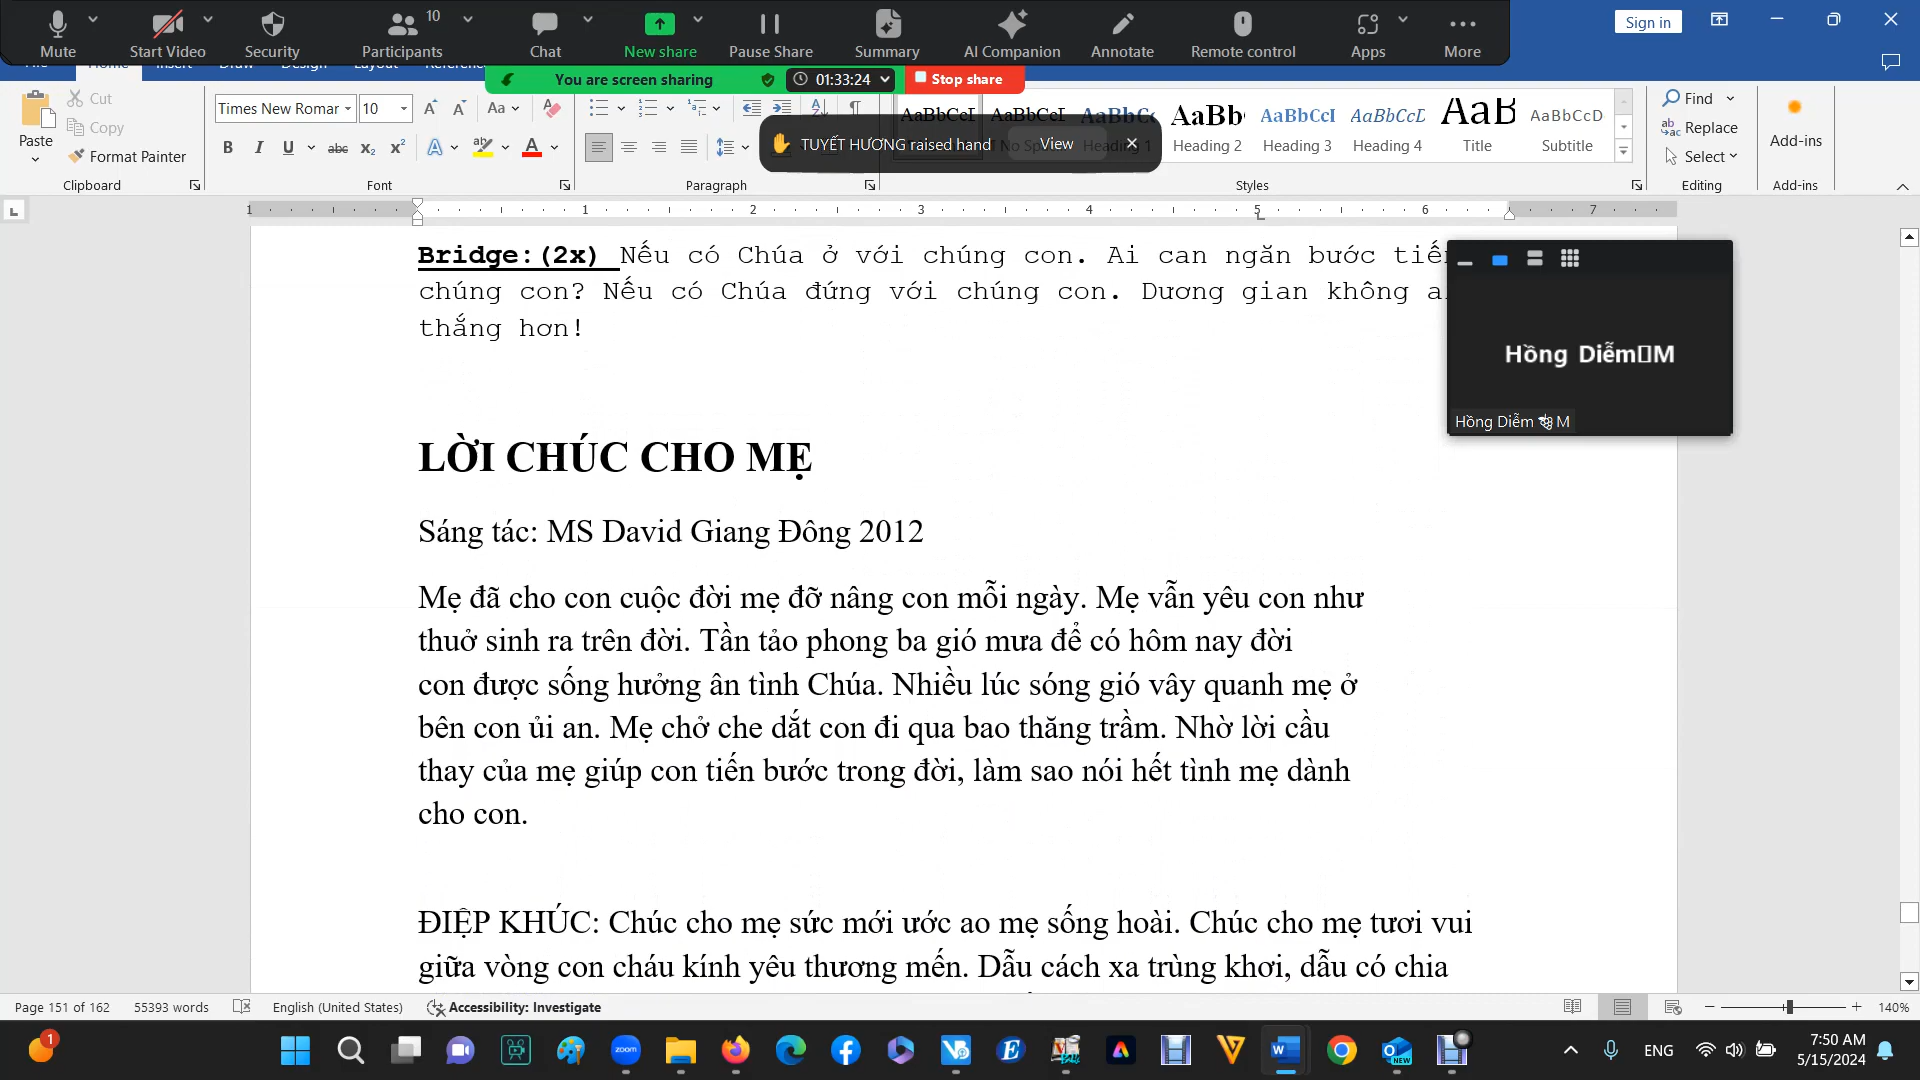 Mute
Start Video
Security
Participants
10
Chat
New share
Pause Share
Summary
AI Companion
Annotate
Remote control
Apps
More
Sign in
You are screen sharing
01:33:24
Stop share
Cut
Copy
Paste
Format Painter
Clipboard
Times New Roman
10
Font
Paragraph
TUYẾT HƯƠNG raised hand
View
Heading 2
Heading 3
Heading 4
Title
Subtitle
Styles
Find
Replace
Select
Editing
Add-ins
Add-ins
1 1 2 3 4 5 6 7
Bridge:(2x) Nếu có Chúa ở với chúng con. Ai can ngăn bước
chúng con? Nếu có Chúa đứng với chúng con. Dương gian không
thắng hơn!
Hồng Diễm M
Hồng Diễm M
LỜI CHÚC CHO MẸ
Sáng tác: MS David Giang Đông 2012
Mẹ đã cho con cuộc đời mẹ đỡ nâng con mỗi ngày. Mẹ vẫn yêu con như
thuở sinh ra trên đời. Tần tảo phong ba gió mưa để có hôm nay đời
con được sống hưởng ân tình Chúa. Nhiều lúc sóng gió vây quanh mẹ ở
bên con ủi an. Mẹ chở che dắt con đi qua bao thăng trầm. Nhờ lời cầu
thay của mẹ giúp con tiến bước trong đời, làm sao nói hết tình mẹ dành
cho con.
ĐIỆP KHÚC: Chúc cho mẹ sức mới ước ao mẹ sống hoài. Chúc cho mẹ tươi vui
giữa vòng con cháu kính yêu thương mến. Dẫu cách xa trùng khơi, dẫu có chia
Page 151 of 162
55393 words
English (United States)
Accessibility: Investigate
140%
1
zoom
ENG
7:50 AM
5/15/2024